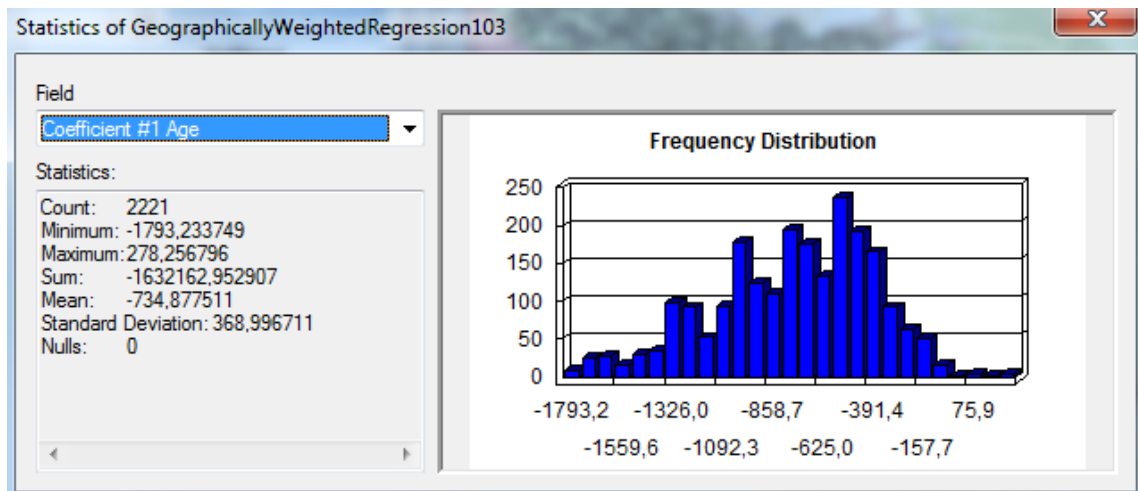 Statistics of GeographicallyWeightedRegression103
x
Field
Coefficient #1 Age
Statistics:
Count: 2221
Minimum: -1793,233749
Maximum: 278,256796
Sum: -1632162,952907
Mean: -734,877511
Standard Deviation: 368,996711
Nulls: 0
Frequency Distribution
250
200
150
100
50
0
-1793,2 -1326,0 -858,7 -391,4 75,9
-1559,6 -1092,3 -625,0 -157,7